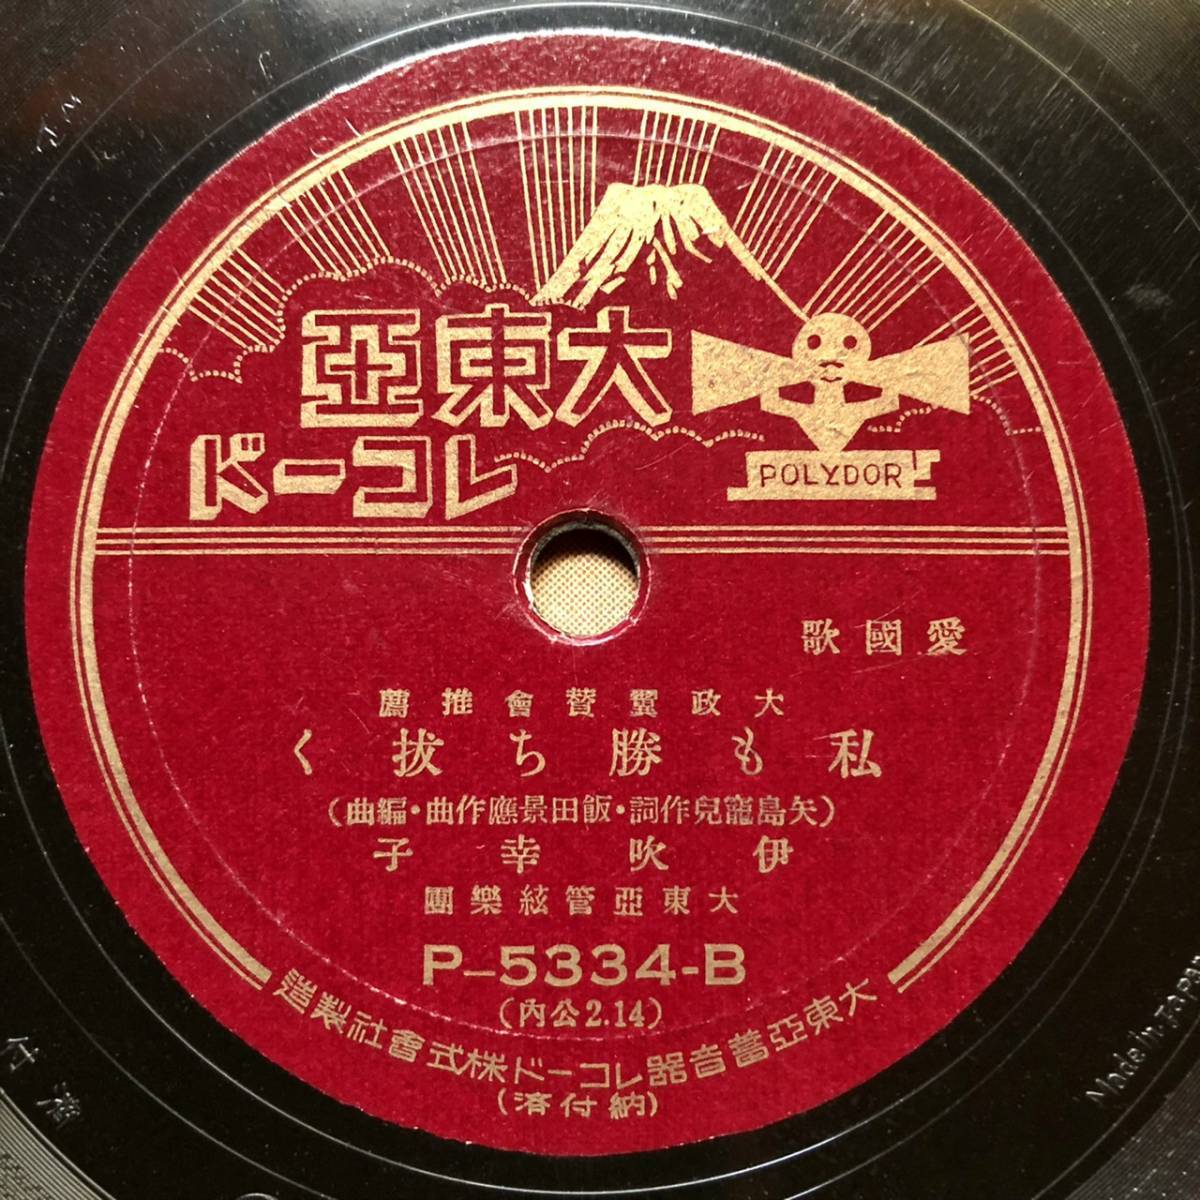 大東亞
レコード
POLYDOR
愛國歌
大政翼賛會推薦
私も勝ち拔く
(矢島寵兒作詞・飯田景應作曲・編曲)
伊吹幸子
大東亞管絃樂團
P-5334-B
(内公2.14)
大東亞蓄音器レコード株式會社製造
(納付済)
Made in Japan